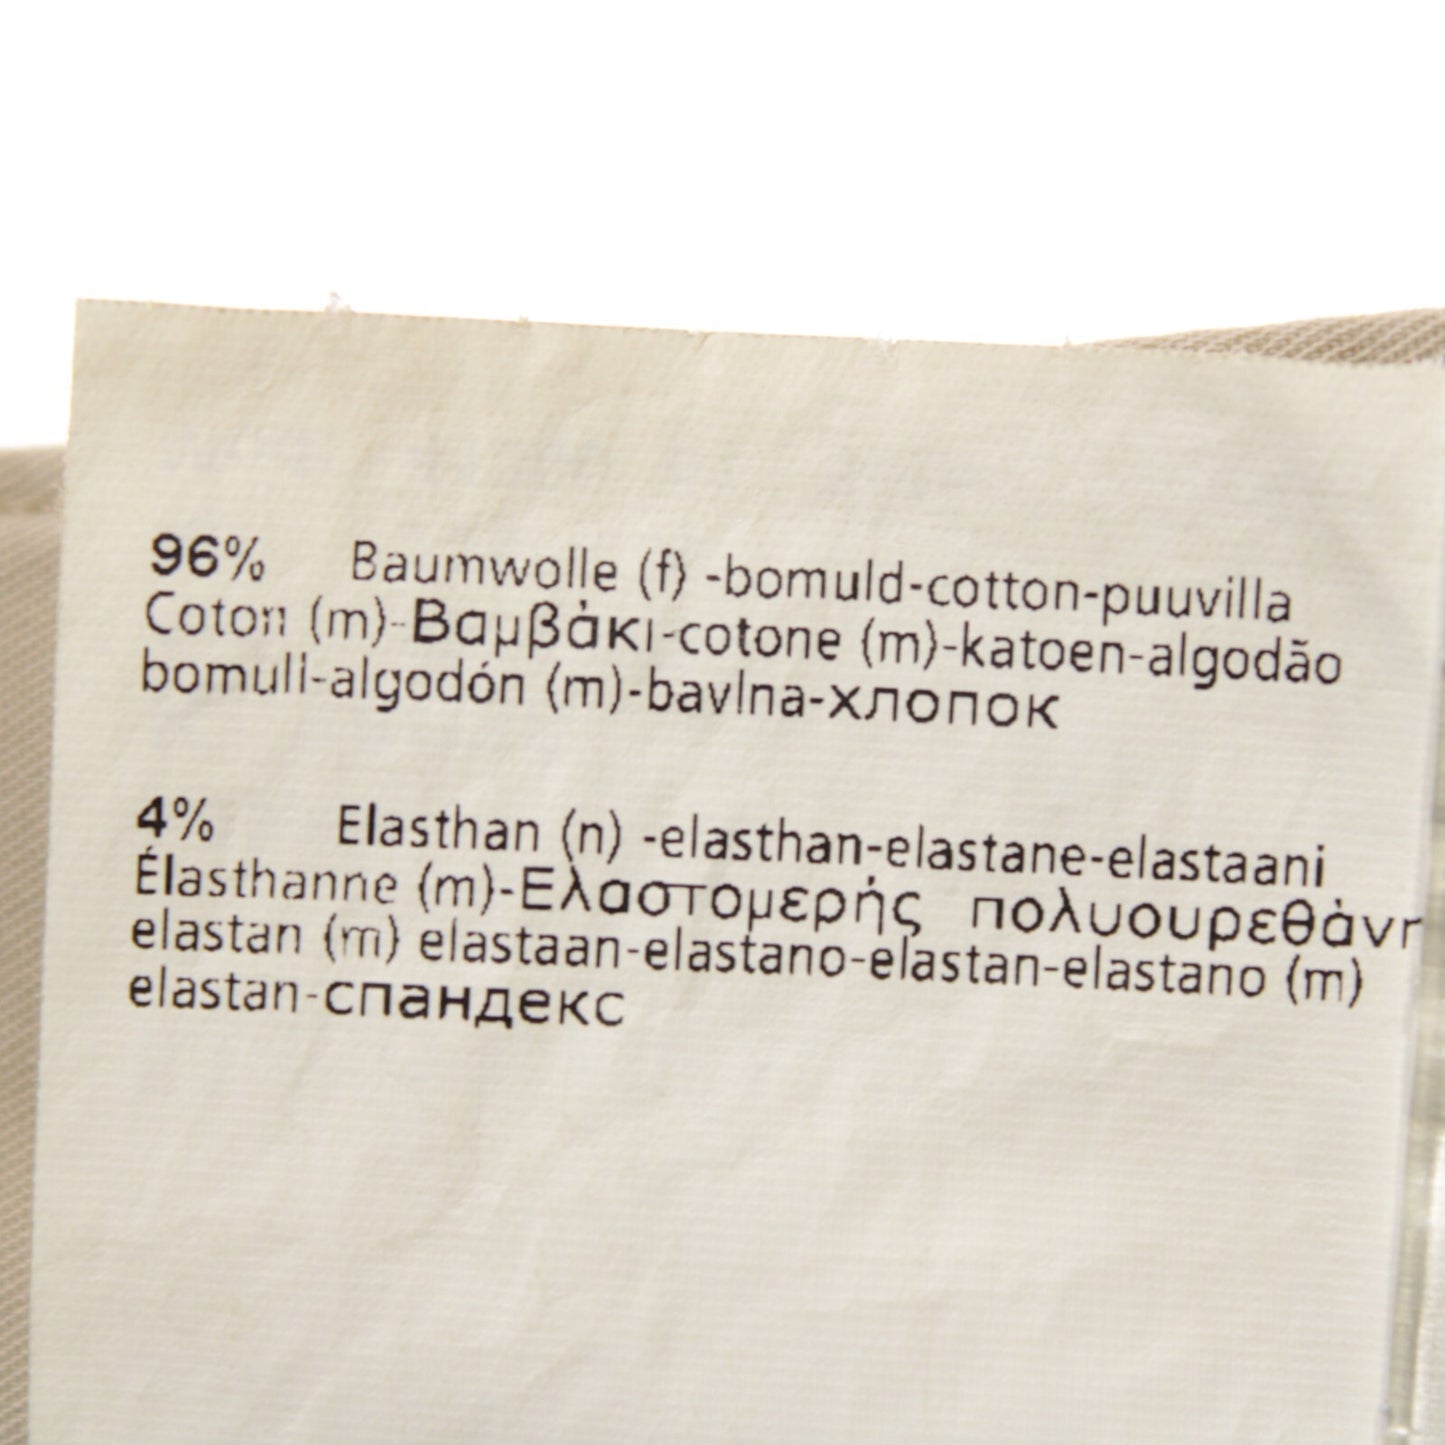 96% Baumwolle (f) -bomuld-cotton-puuvilla
Coton (m)-Βαμβάκι-cotone (m)-katoen-algodão
bomull-algodón (m)-bavlna-хлопок
4% Elasthan (n) -elasthan-elastane-elastaani
Élasthanne (m)-Ελαστομερής πολυουρεθάνη
elastan (m) elastaan-elastano-elastan-elastano (m)
elastan-спандекс